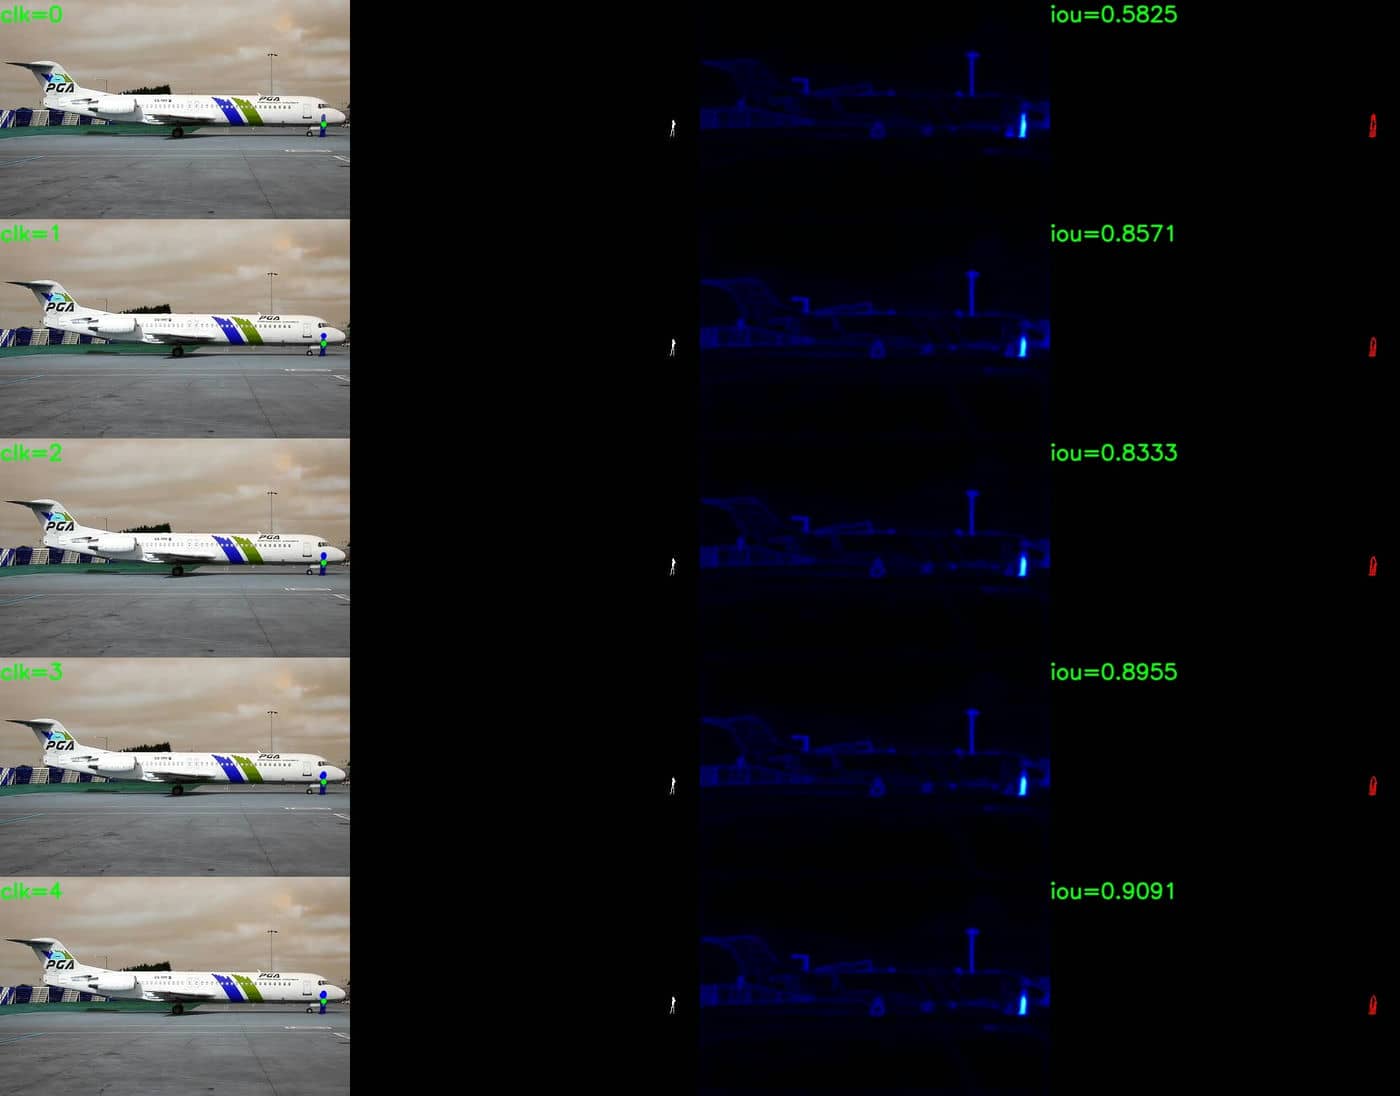 clk=0
iou=0.5825
PGA
PGA
clk=1
iou=0.8571
PGA
PGA
clk=2
iou=0.8333
PGA
PGA
clk=3
iou=0.8955
PGA
PGA
clk=4
iou=0.9091
PGA
PGA